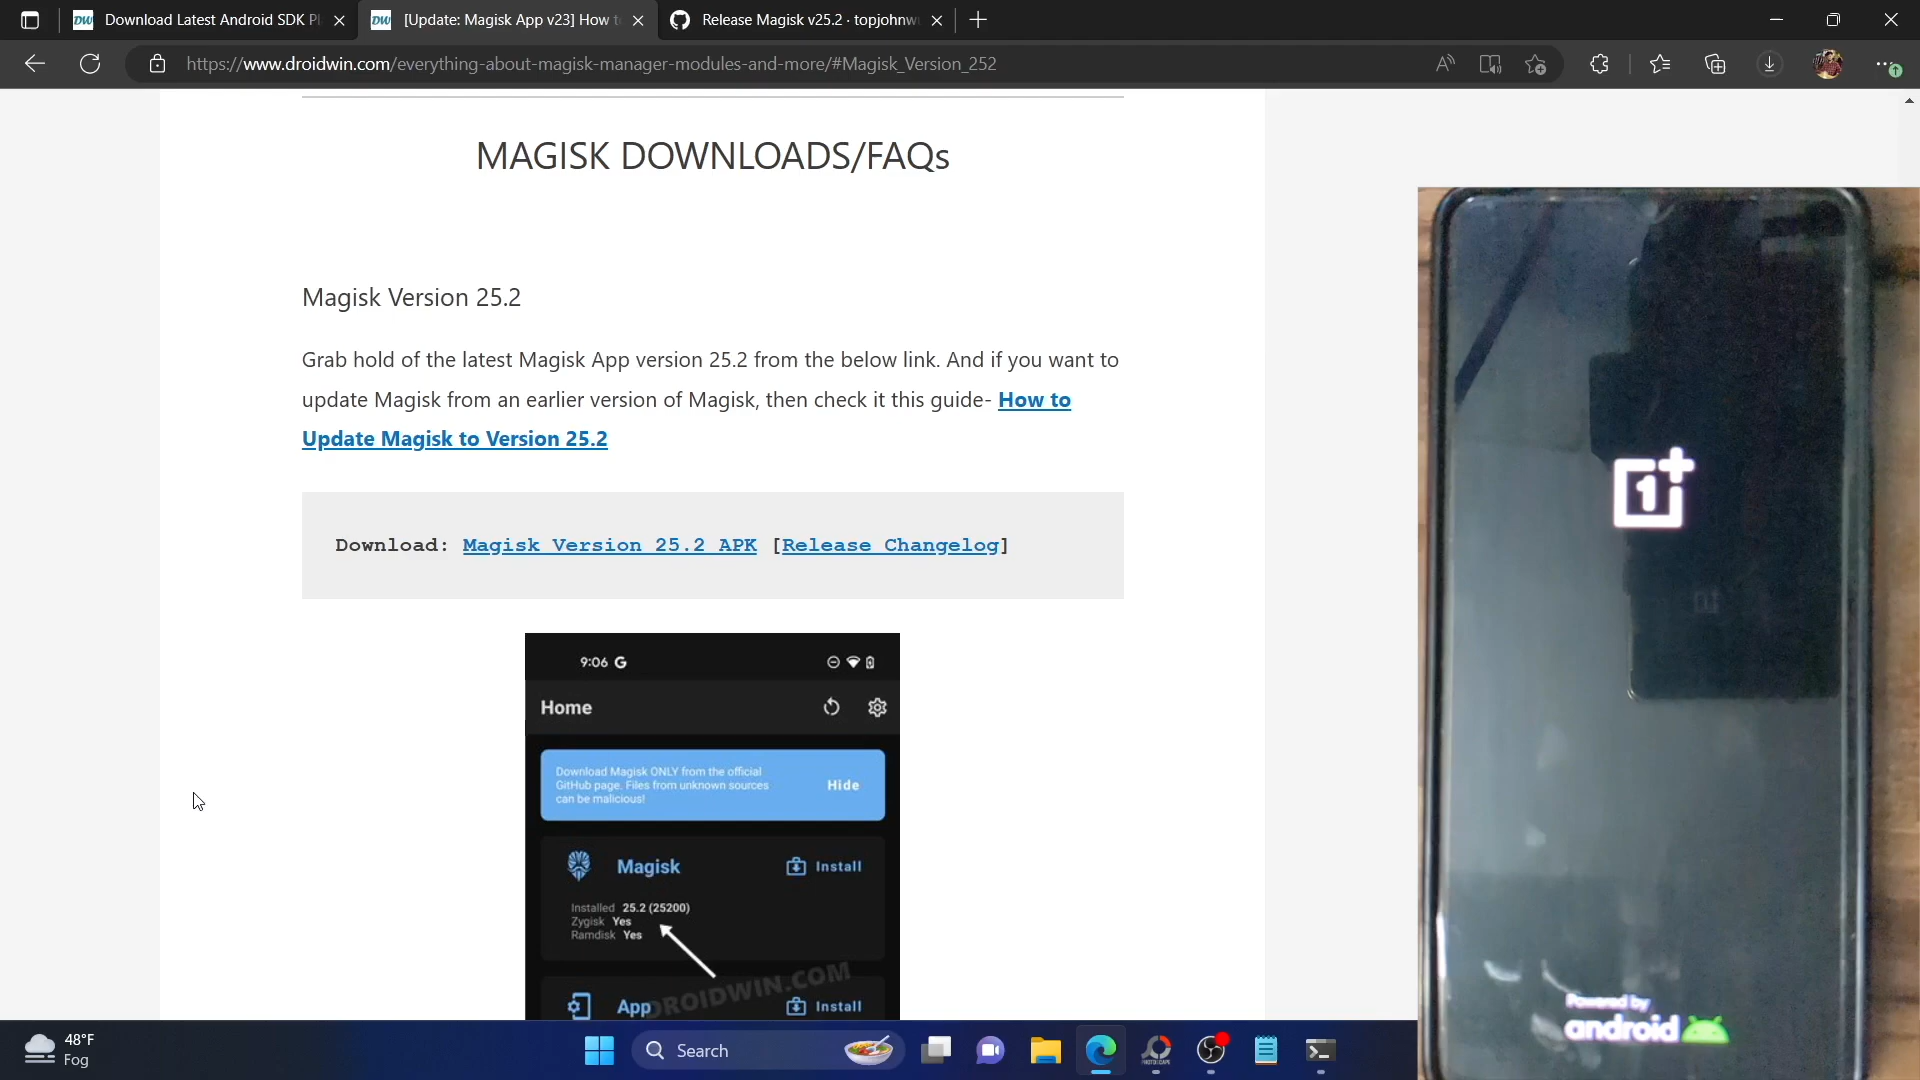 Download Latest Android SDK Pl
[Update: Magisk App v23] How to
Release Magisk v25.2 · topjohnwu
https://www.droidwin.com/everything-about-magisk-manager-modules-and-more/#Magisk_Version_252
MAGISK DOWNLOADS/FAQs
Magisk Version 25.2
Grab hold of the latest Magisk App version 25.2 from the below link. And if you want to
update Magisk from an earlier version of Magisk, then check it this guide- How to
Update Magisk to Version 25.2
Download: Magisk Version 25.2 APK [Release Changelog]
9:06 G
Home
Download Magisk ONLY from the official
GitHub page. Files from unknown sources
can be malicious!
Hide
Magisk
Install
Installed 25.2 (25200)
Zygisk Yes
Ramdisk Yes
App
Install
DROIDWIN.COM
Powered by
android
48°F
Fog
Search